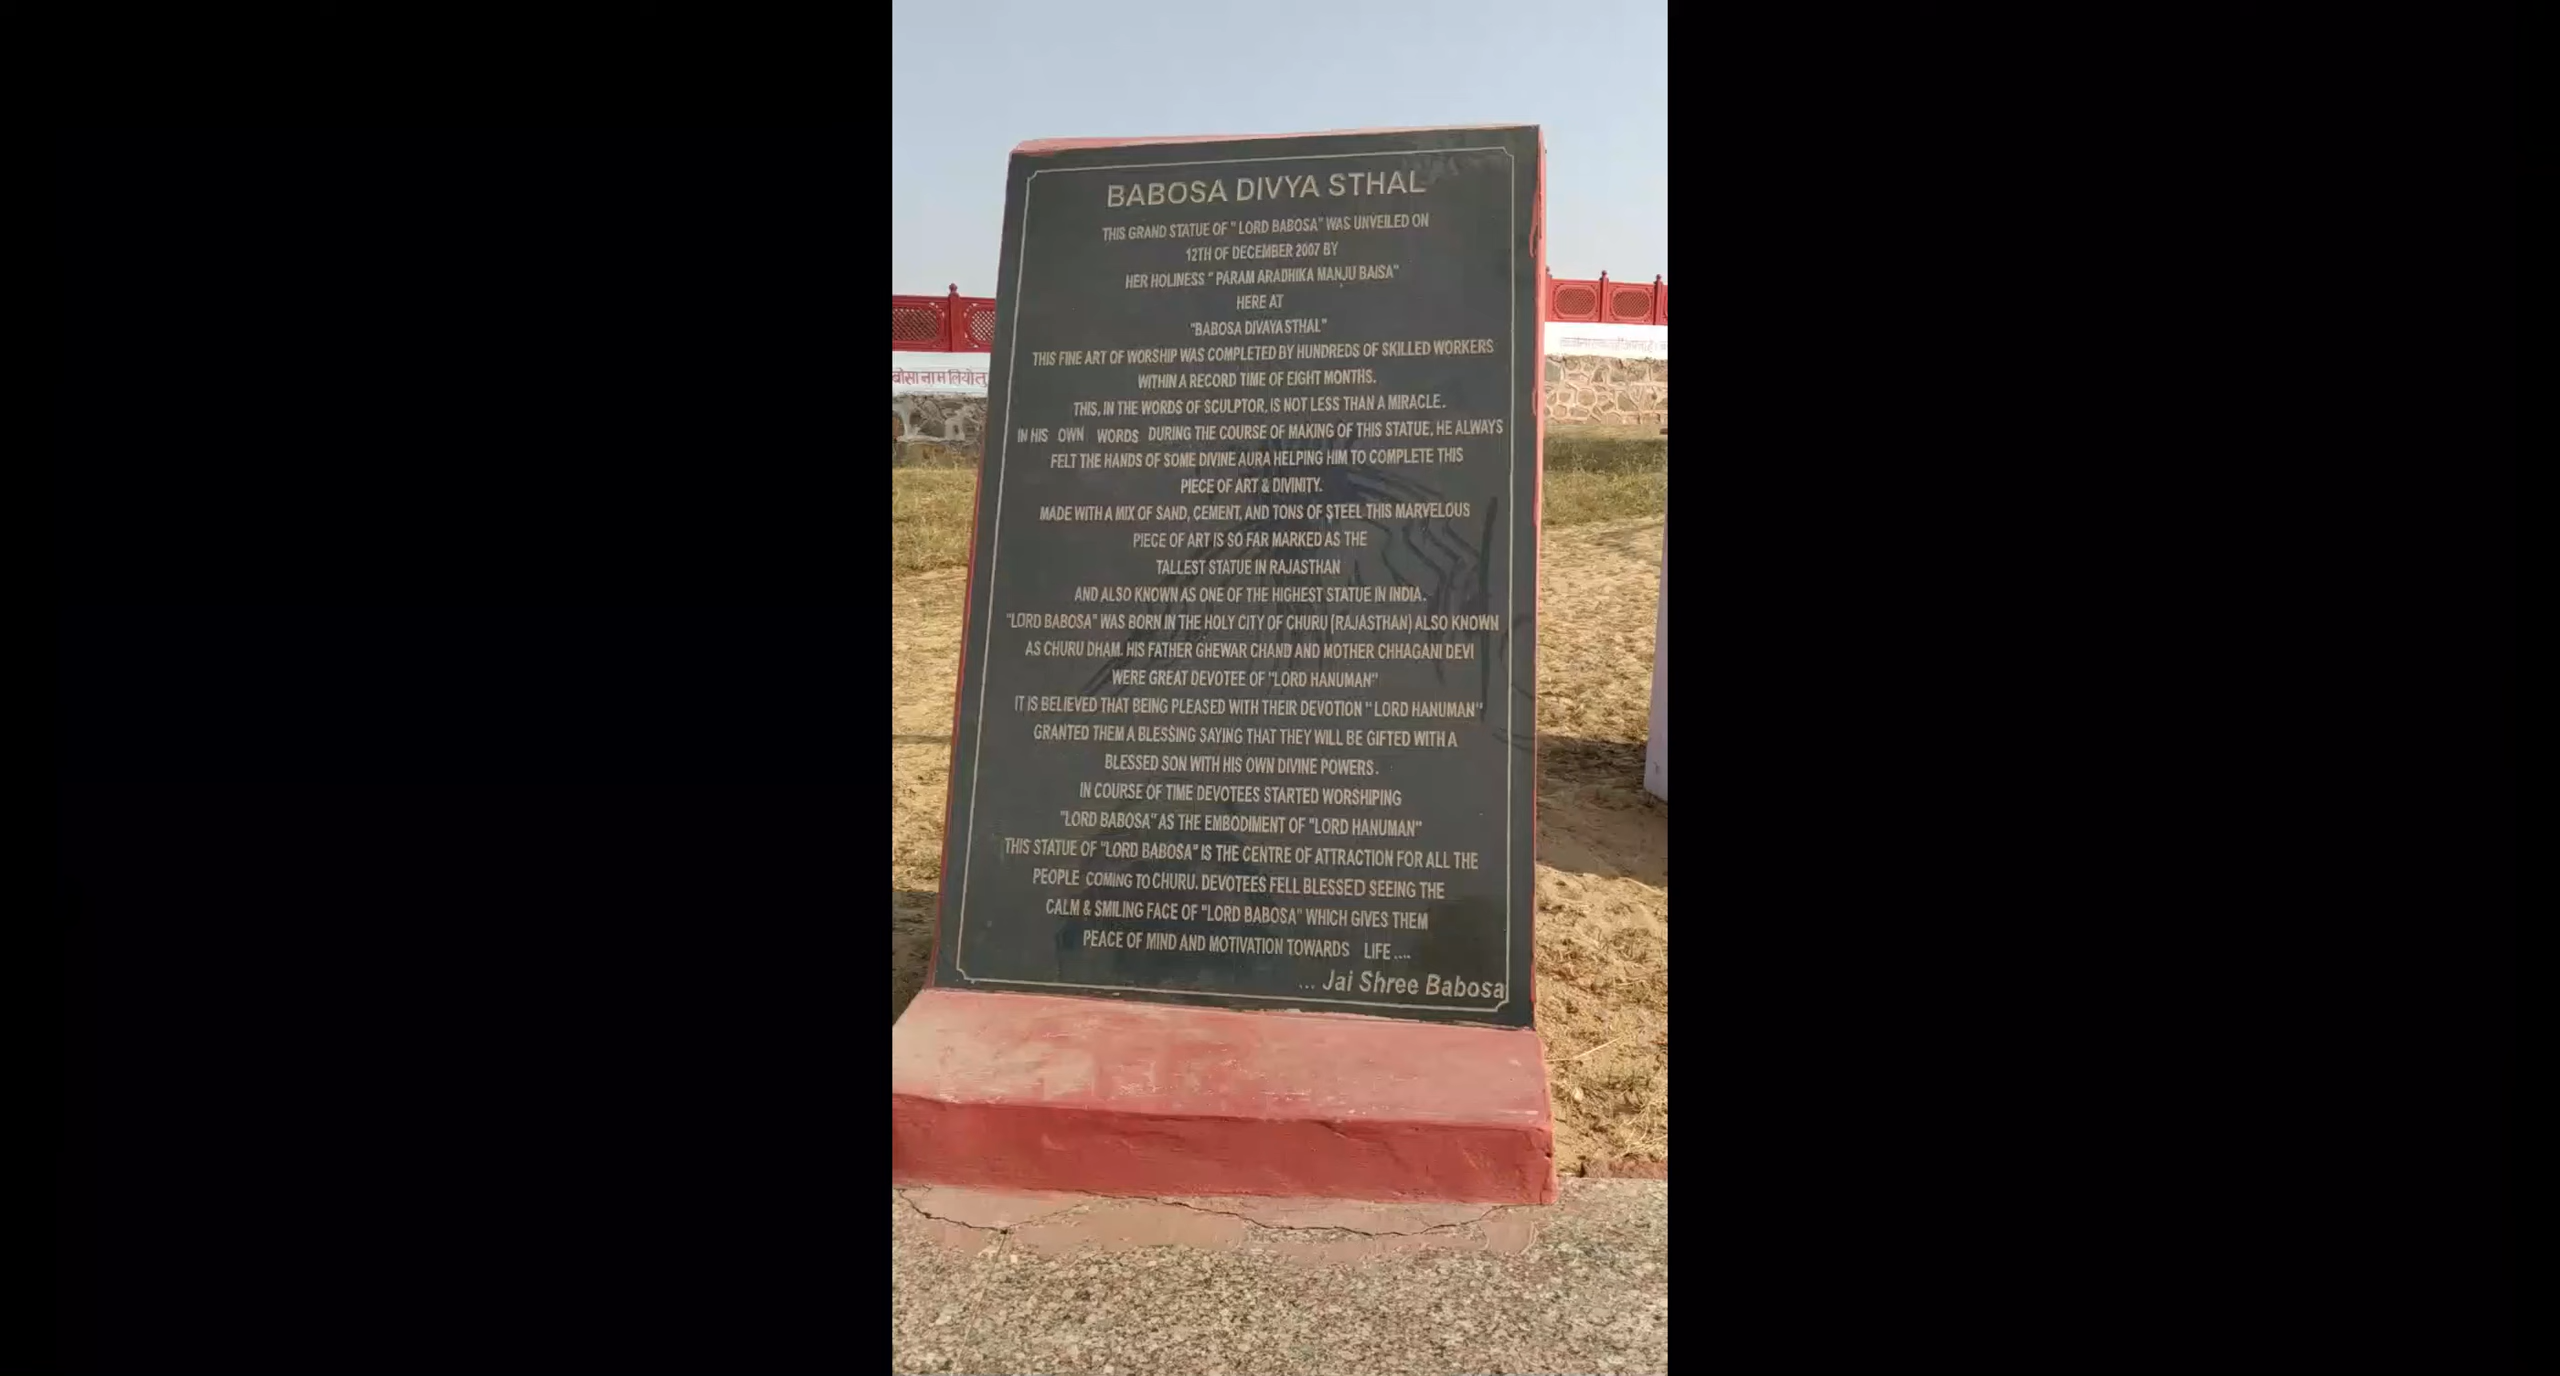 BABOSA DIVYA STHAL
THIS GRAND STATUE OF " LORD BABOSA" WAS UNVEILED ON
12TH OF DECEMBER 2007 BY
HER HOLINESS " PARAM ARADHIKA MANJU BAISA"
HERE AT
"BABOSA DIVAYA STHAL"
THIS FINE ART OF WORSHIP WAS COMPLETED BY HUNDREDS OF SKILLED WORKERS
WITHIN A RECORD TIME OF EIGHT MONTHS.
THIS, IN THE WORDS OF SCULPTOR, IS NOT LESS THAN A MIRACLE.
IN HIS OWN WORDS DURING THE COURSE OF MAKING OF THIS STATUE, HE ALWAYS
FELT THE HANDS OF SOME DIVINE AURA HELPING HIM TO COMPLETE THIS
PIECE OF ART & DIVINITY.
MADE WITH A MIX OF SAND, CEMENT, AND TONS OF STEEL THIS MARVELOUS
PIECE OF ART IS SO FAR MARKED AS THE
TALLEST STATUE IN RAJASTHAN
AND ALSO KNOWN AS ONE OF THE HIGHEST STATUE IN INDIA.
"LORD BABOSA" WAS BORN IN THE HOLY CITY OF CHURU (RAJASTHAN) ALSO KNOWN
AS CHURU DHAM. HIS FATHER GHEWAR CHAND AND MOTHER CHHAGANI DEVI
WERE GREAT DEVOTEE OF "LORD HANUMAN"
IT IS BELIEVED THAT BEING PLEASED WITH THEIR DEVOTION " LORD HANUMAN"
GRANTED THEM A BLESSING SAYING THAT THEY WILL BE GIFTED WITH A
BLESSED SON WITH HIS OWN DIVINE POWERS.
IN COURSE OF TIME DEVOTEES STARTED WORSHIPING
"LORD BABOSA" AS THE EMBODIMENT OF "LORD HANUMAN"
THIS STATUE OF "LORD BABOSA" IS THE CENTRE OF ATTRACTION FOR ALL THE
PEOPLE COMING TO CHURU. DEVOTEES FELL BLESSED SEEING THE
CALM & SMILING FACE OF "LORD BABOSA" WHICH GIVES THEM
PEACE OF MIND AND MOTIVATION TOWARDS LIFE ....
... Jai Shree Babosa
बोसा नाम लियो तु